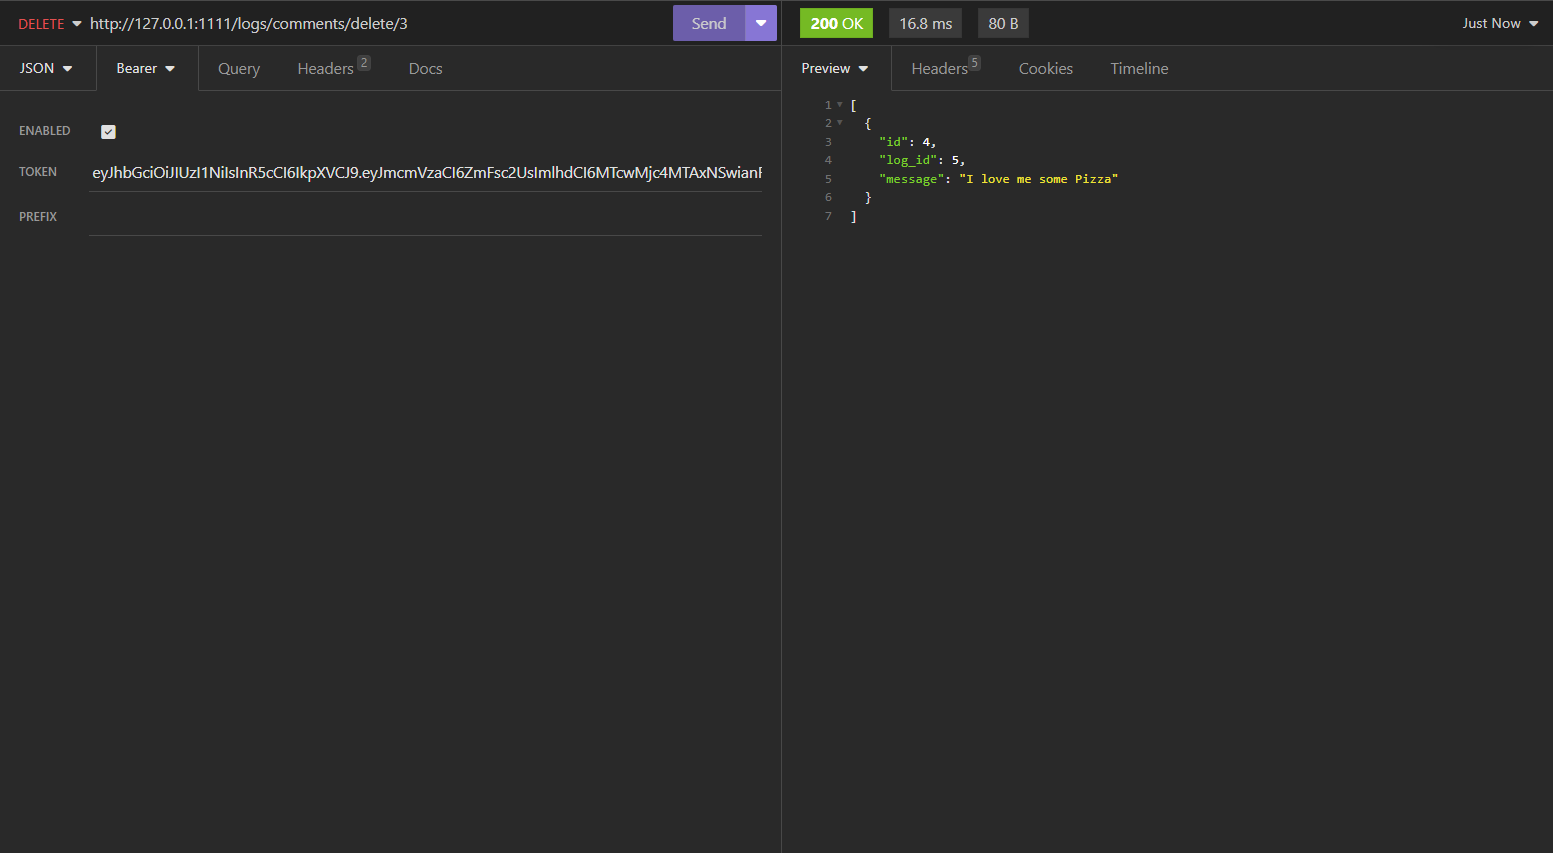 DELETE http://127.0.0.1:1111/logs/comments/delete/3 Send
JSON Bearer Query Headers 2 Docs
ENABLED
TOKEN eyJhbGciOiJIUzI1NiIsInR5cCI6IkpXVCJ9.eyJmcmVzaCI6ZmFsc2UsImlhdCI6MTcwMjc4MTAxNSwianR
PREFIX
200 OK 16.8 ms 80 B Just Now
Preview Headers 5 Cookies Timeline
1 [
2 {
3 "id": 4,
4 "log_id": 5,
5 "message": "I love me some Pizza"
6 }
7 ]